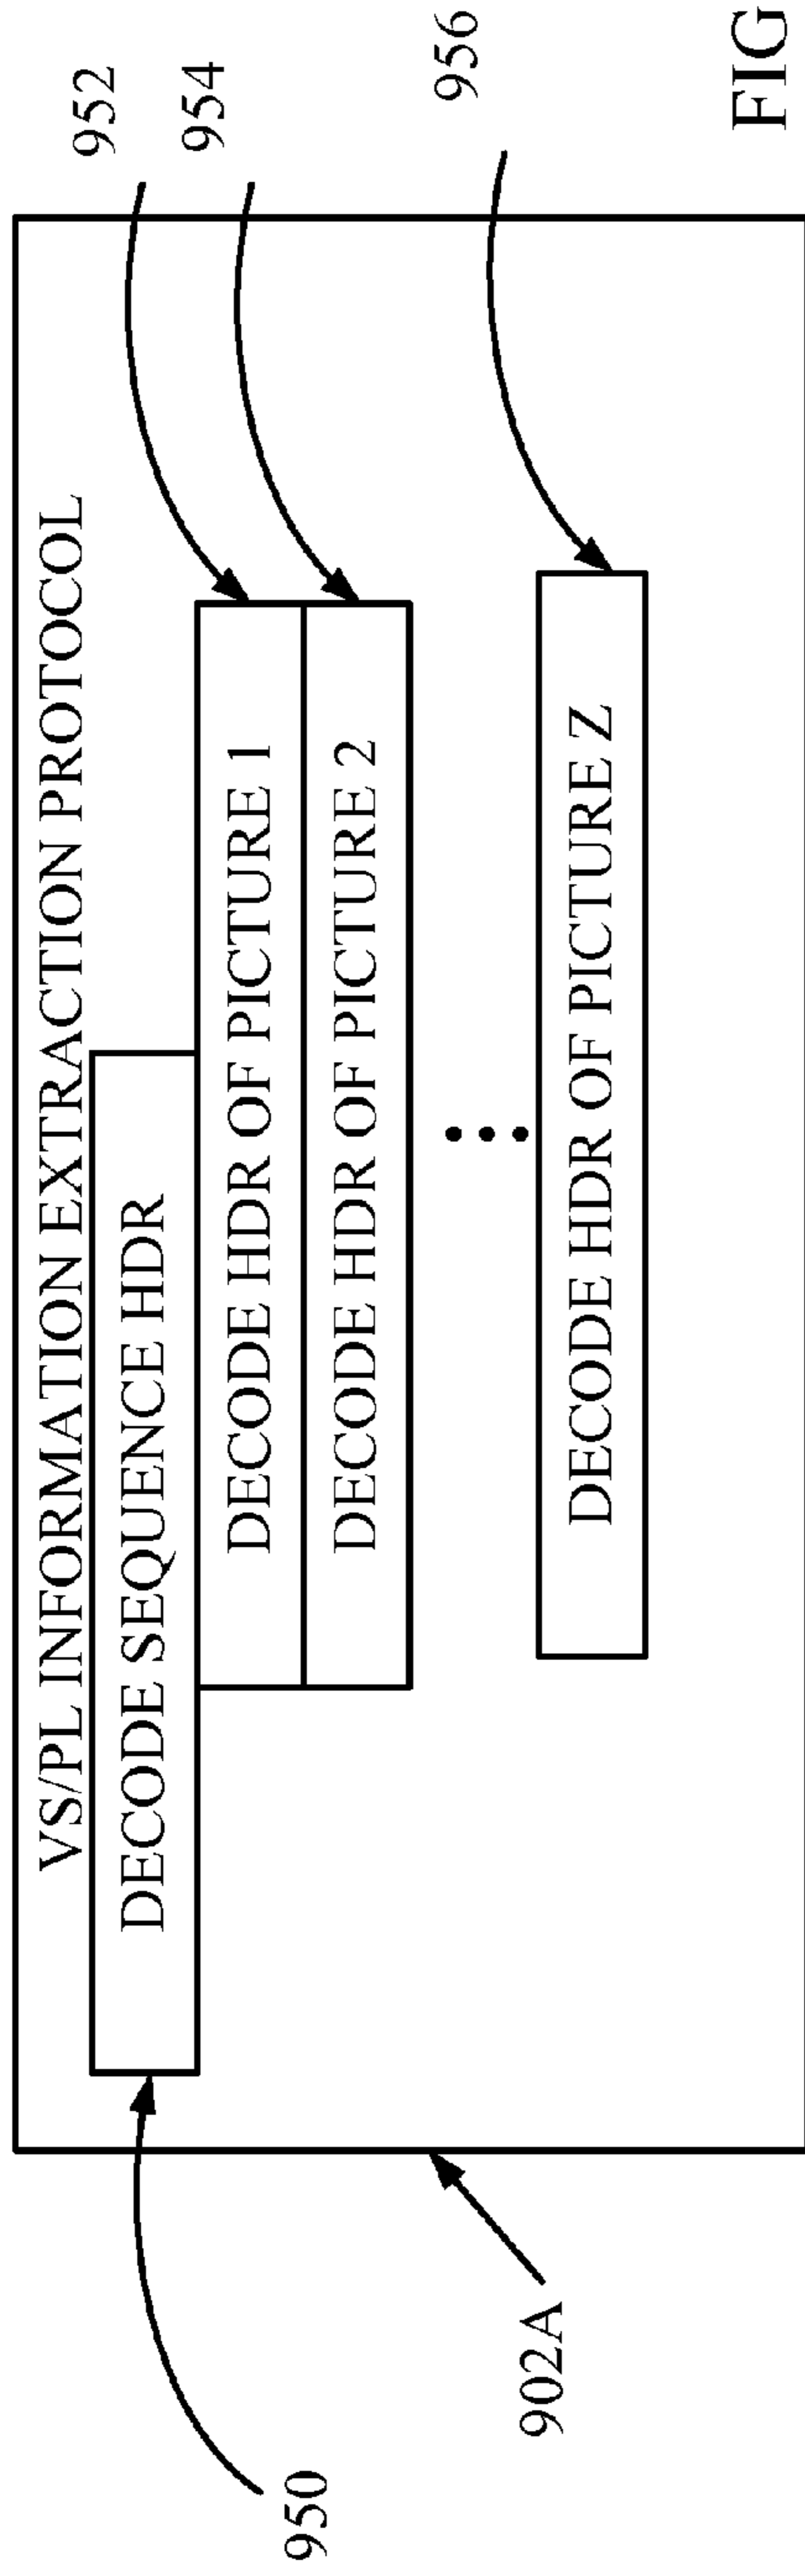 VS/PL INFORMATION EXTRACTION PROTOCOL
952
DECODE SEQUENCE HDR
954
DECODE HDR OF PICTURE 1
950
DECODE HDR OF PICTURE 2
956
902A
DECODE HDR OF PICTURE Z
FIG